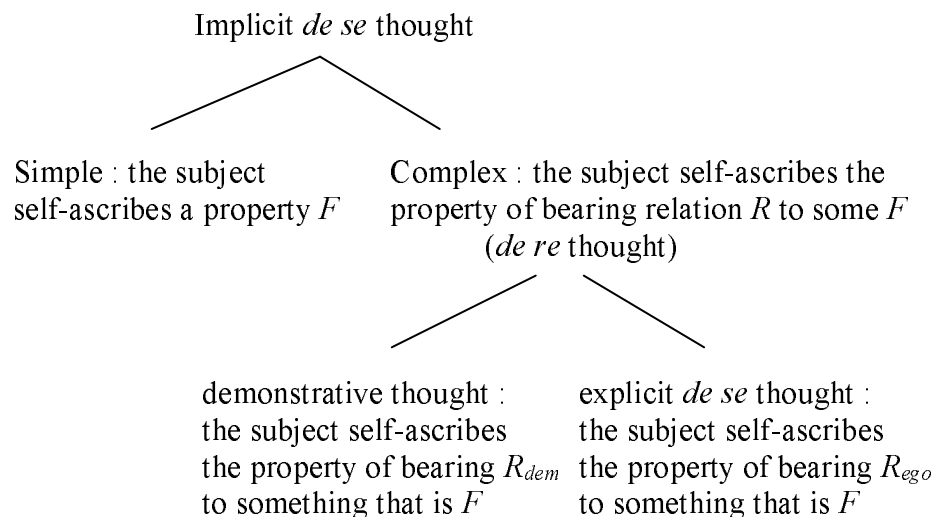 Implicit de se thought
Simple : the subject
self-ascribes a property F
Complex : the subject self-ascribes the
property of bearing relation R to some F
(de re thought)
demonstrative thought :
the subject self-ascribes
the property of bearing Rdem
to something that is F
explicit de se thought :
the subject self-ascribes
the property of bearing Rego
to something that is F